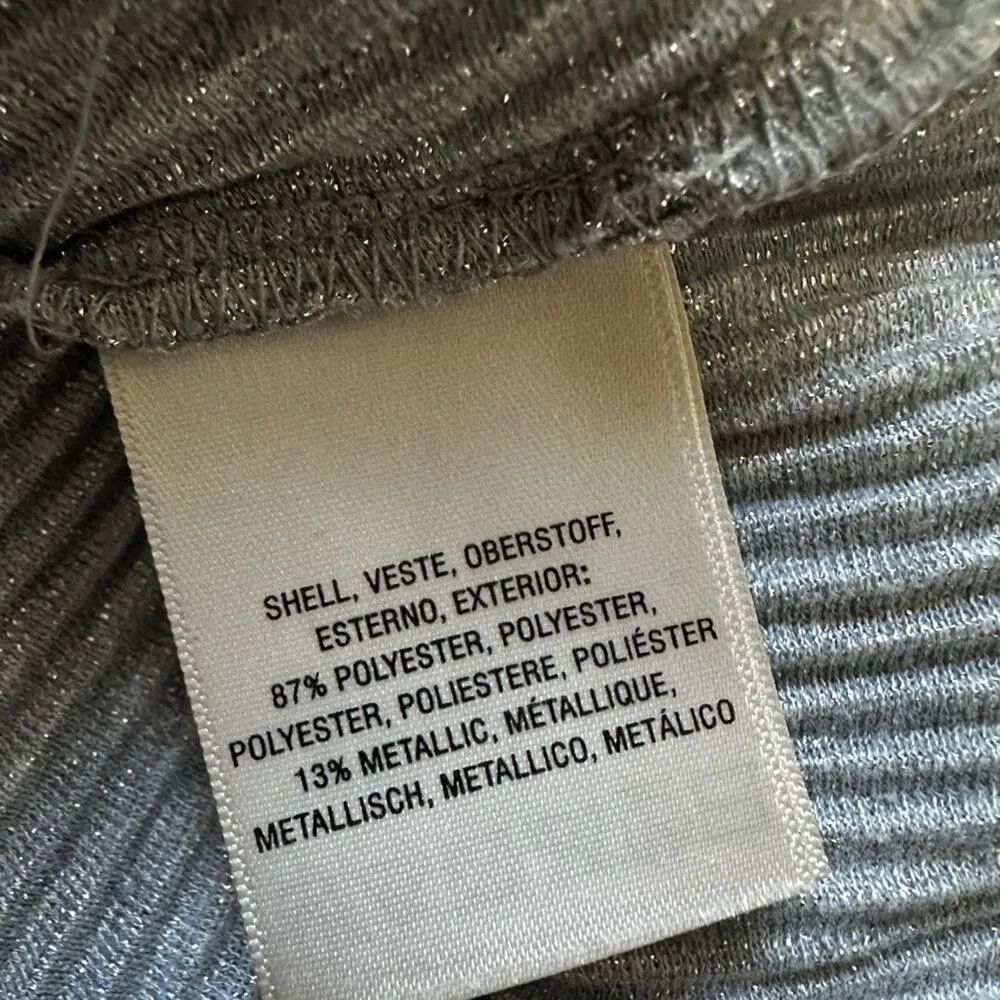 SHELL, VESTE, OBERSTOFF,
ESTERNO, EXTERIOR:
87% POLYESTER, POLYESTER,
POLYESTER, POLIESTERE, POLIÉSTER
13% METALLIC, MÉTALLIQUE,
METALLISCH, METALLICO, METÁLICO